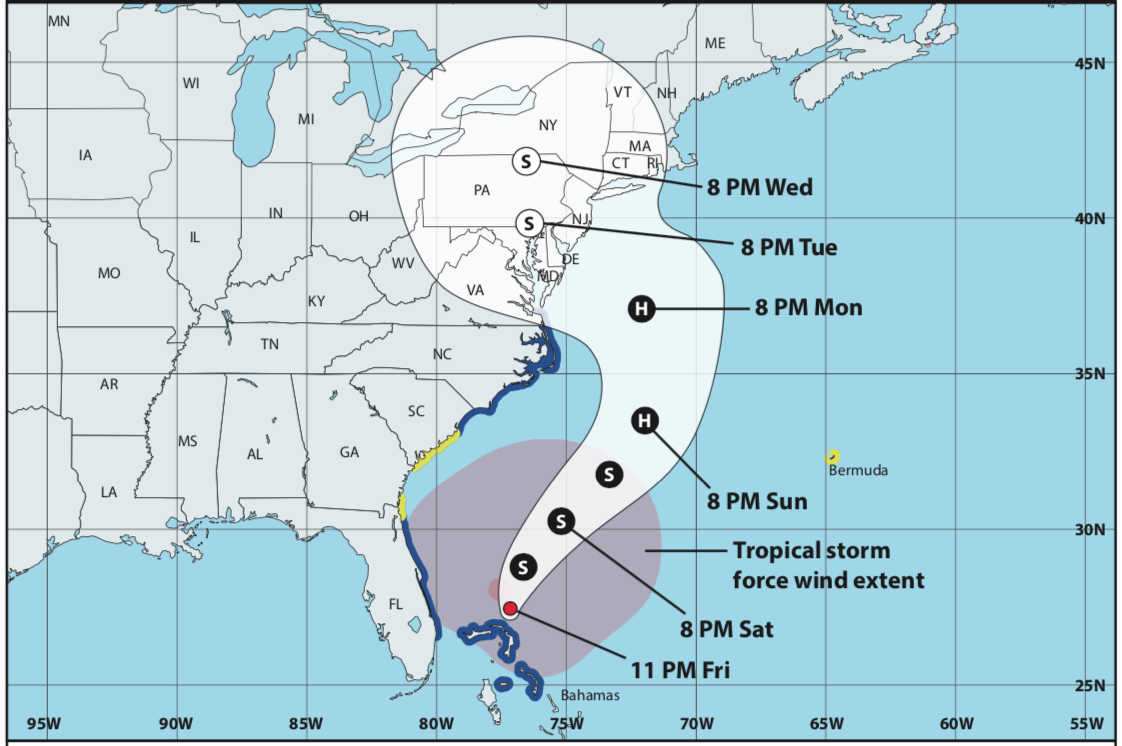 MN
ME
45N
WI
VT
NH
MI
NY
MA
IA
S
CT
RI
8 PM Wed
PA
IN
OH
NJ
40N
IL
S
8 PM Tue
WV
DE
MO
MD
VA
KY
H
8 PM Mon
TN
NC
35N
AR
SC
H
MS
AL
GA
Bermuda
S
LA
8 PM Sun
S
30N
Tropical storm
force wind extent
S
FL
8 PM Sat
11 PM Fri
25N
Bahamas
95W
90W
85W
80W
75W
70W
65W
60W
55W